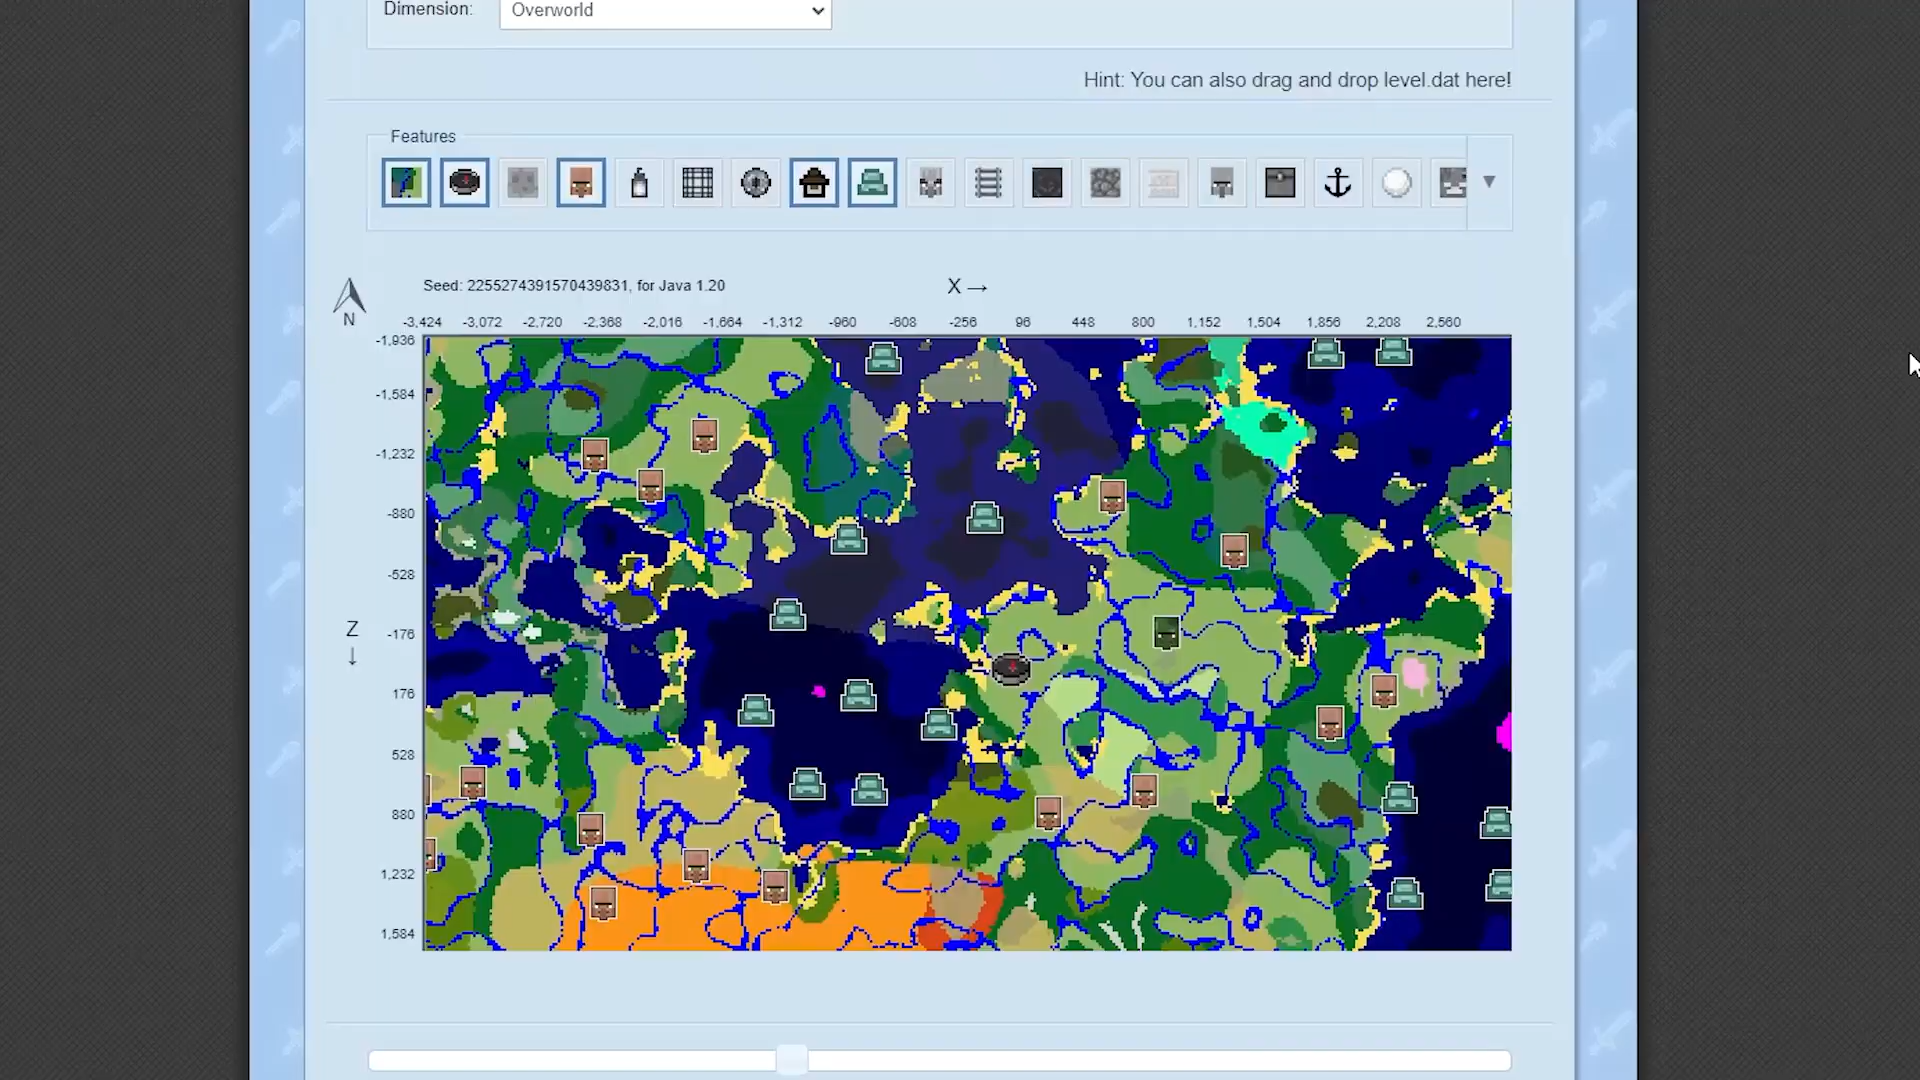 Dimension: Overworld
Hint: You can also drag and drop level.dat here!
Features
Seed: 2255274391570439831, for Java 1.20
X →
N
-3,424 -3,072 -2,720 -2,368 -2,016 -1,664 -1,312 -960 -608 -256 96 448 800 1,152 1,504 1,856 2,208 2,560
-1,936
-1,584
-1,232
-880
-528
Z
↓
-176
176
528
880
1,232
1,584